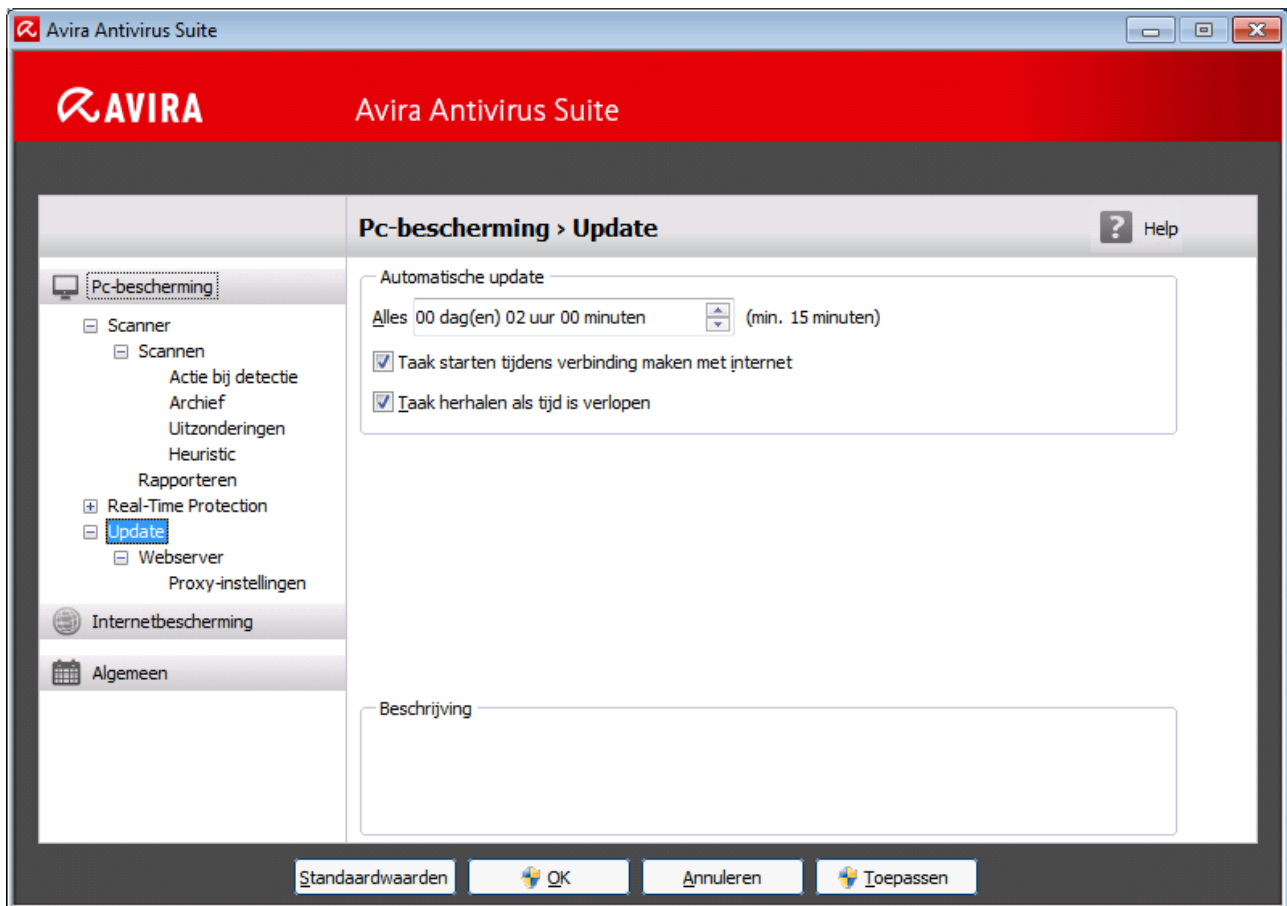 Avira Antivirus Suite
AVIRA
Avira Antivirus Suite
Pc-bescherming › Update
? Help
Pc-bescherming
Scanner
Scannen
Actie bij detectie
Archief
Uitzonderingen
Heuristic
Rapporteren
Real-Time Protection
Update
Webserver
Proxy-instellingen
Internetbescherming
Algemeen
Automatische update
Alles 00 dag(en) 02 uur 00 minuten (min. 15 minuten)
Taak starten tijdens verbinding maken met internet
Taak herhalen als tijd is verlopen
Beschrijving
Standaardwaarden OK Annuleren Toepassen